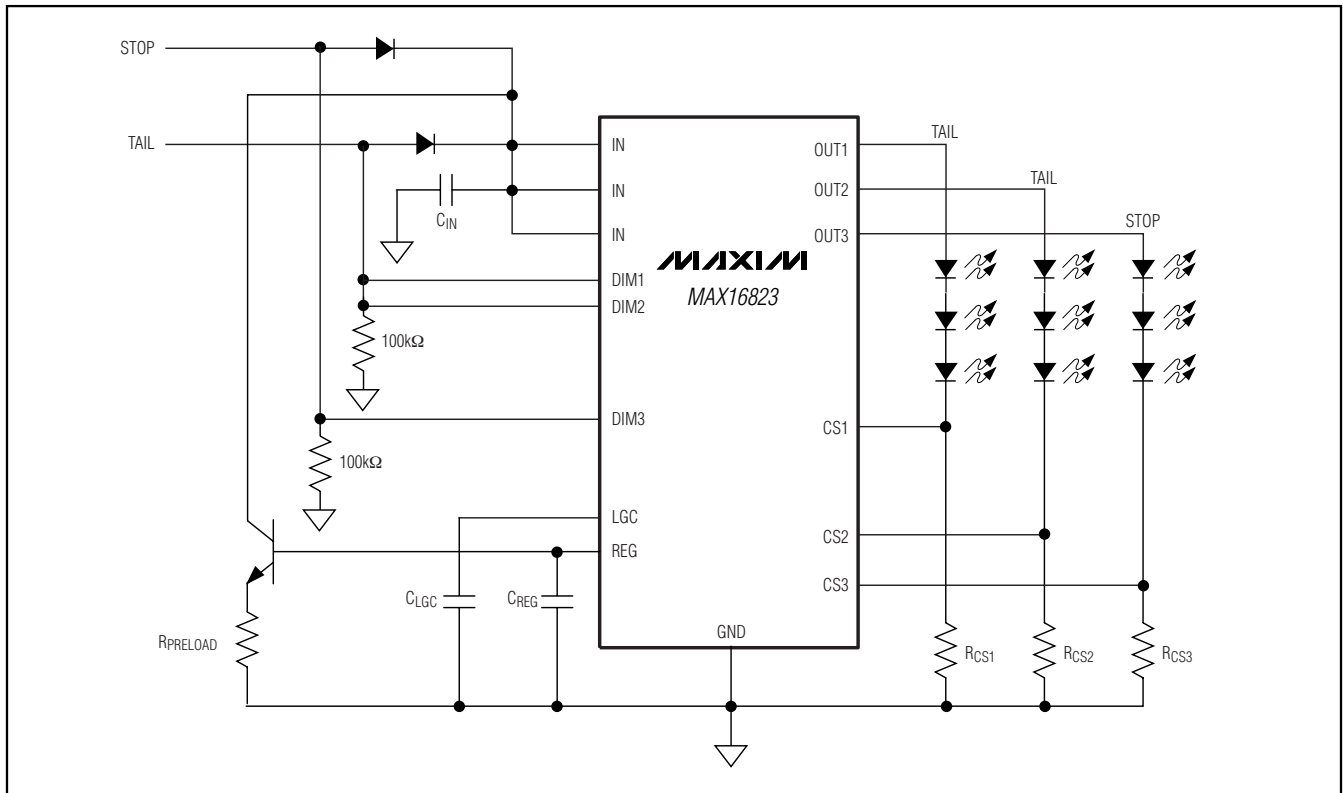 STOP
TAIL
C_IN
100kΩ
100kΩ
R_PRELOAD
C_LGC
C_REG
IN
IN
IN
DIM1
DIM2
DIM3
LGC
REG
MAXIM
MAX16823
GND
OUT1
OUT2
OUT3
CS1
CS2
CS3
TAIL
TAIL
STOP
R_CS1
R_CS2
R_CS3